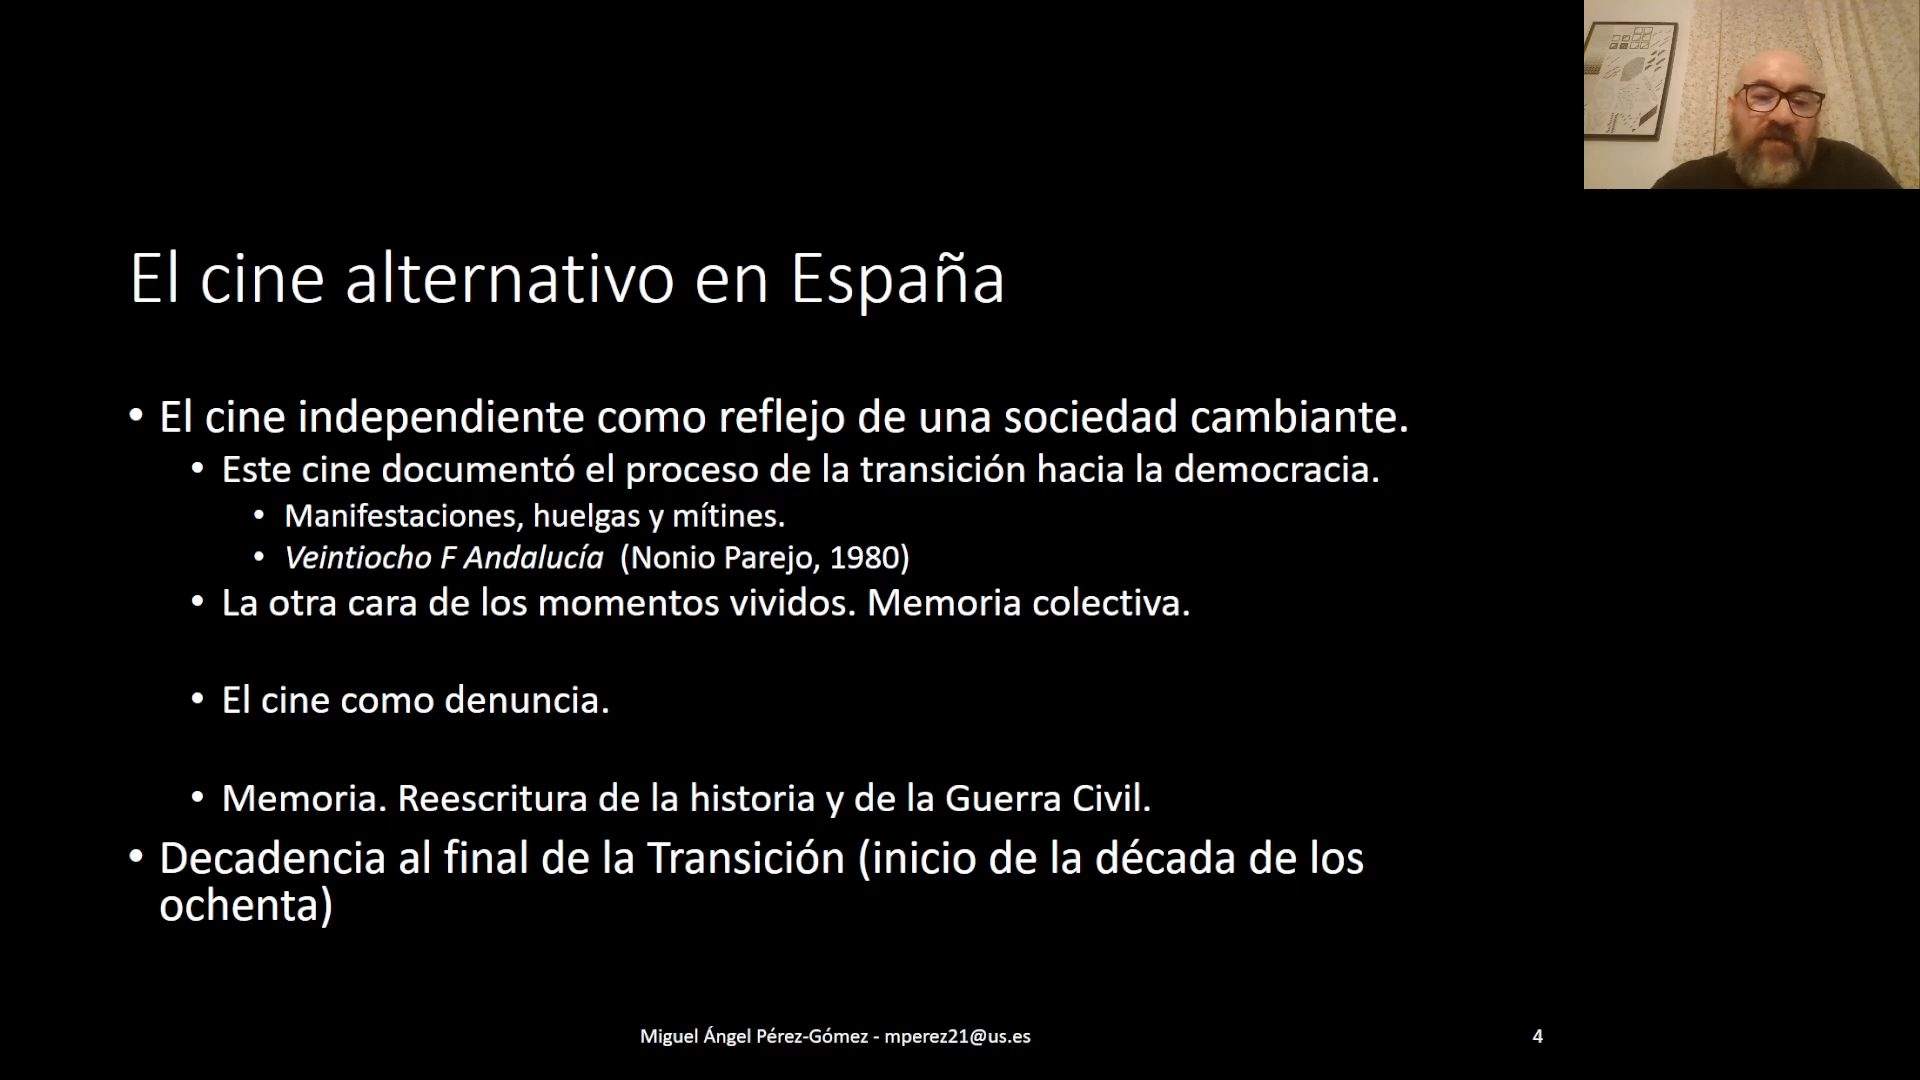 El cine alternativo en España
• El cine independiente como reflejo de una sociedad cambiante.
• Este cine documentó el proceso de la transición hacia la democracia.
• Manifestaciones, huelgas y mítines.
• Veintiocho F Andalucía (Nonio Parejo, 1980)
• La otra cara de los momentos vividos. Memoria colectiva.
• El cine como denuncia.
• Memoria. Reescritura de la historia y de la Guerra Civil.
• Decadencia al final de la Transición (inicio de la década de los
ochenta)
Miguel Ángel Pérez-Gómez - mperez21@us.es
4